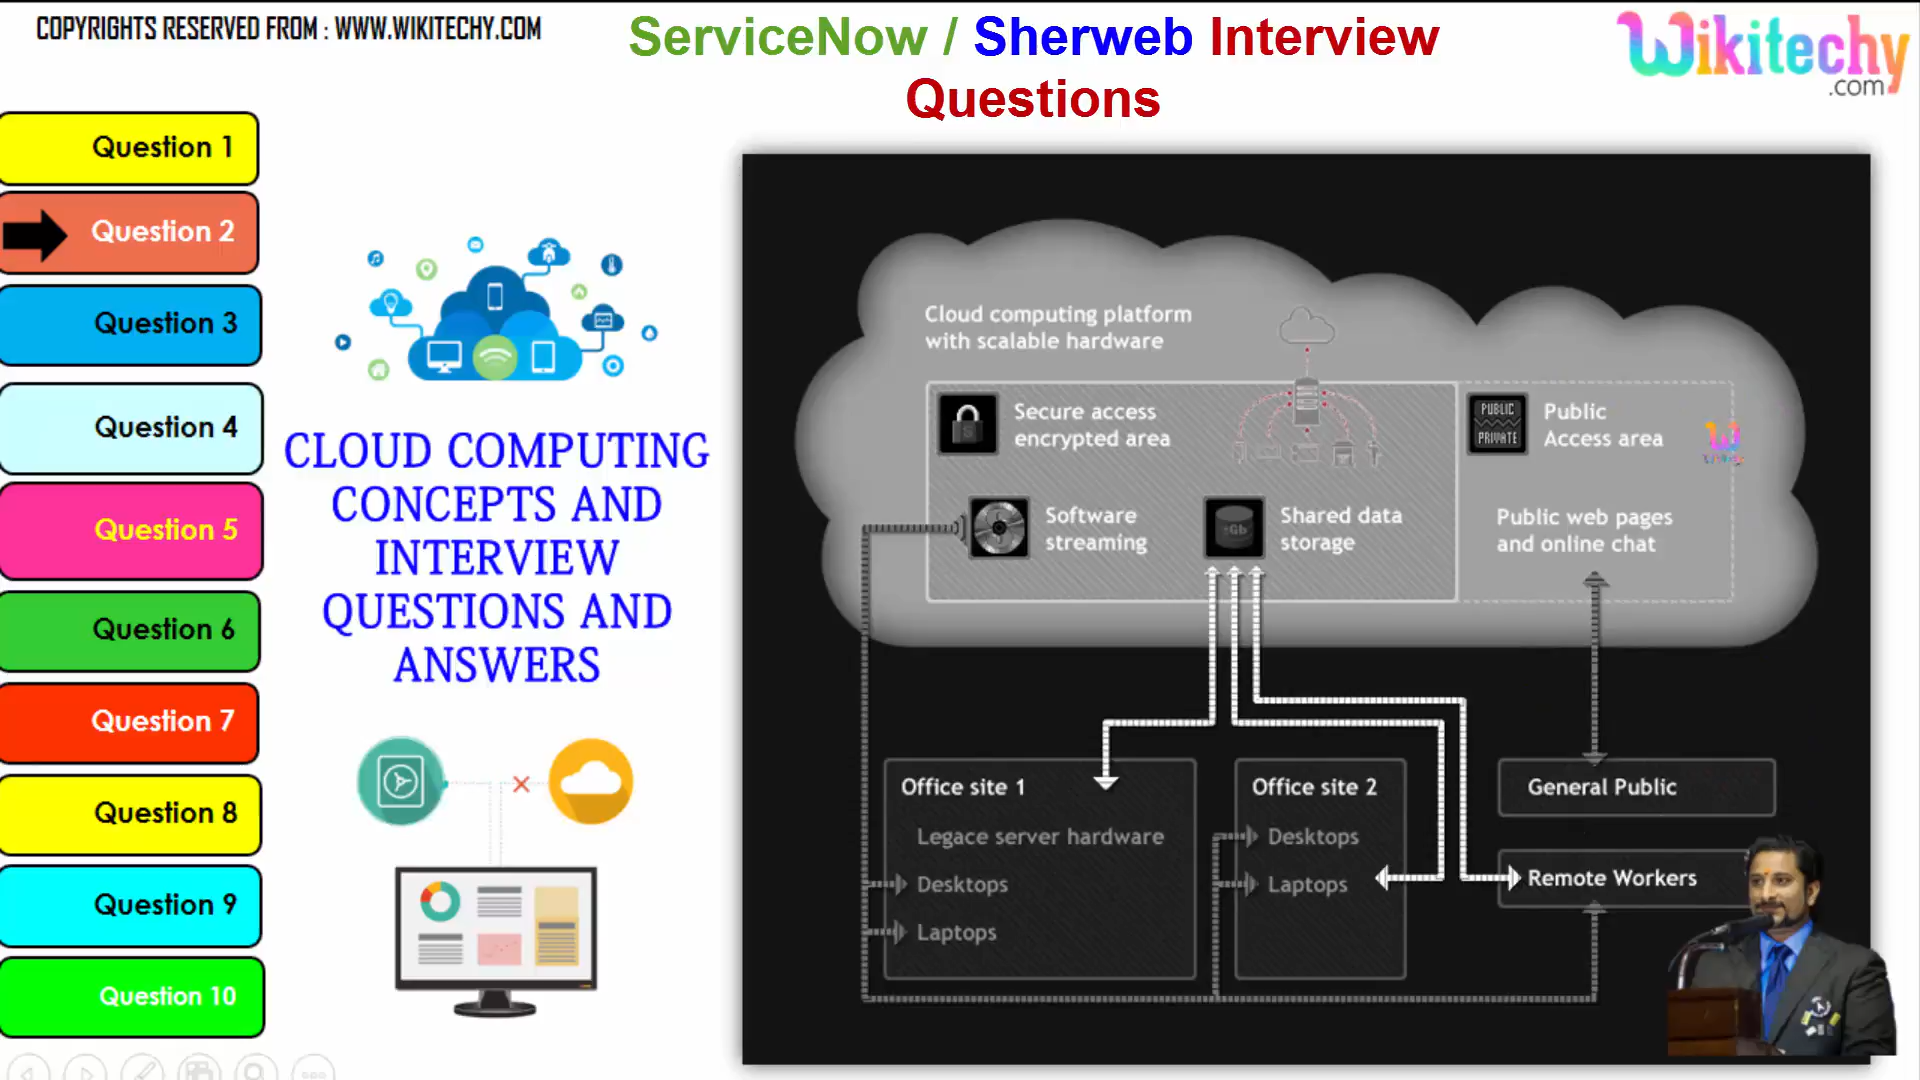 COPYRIGHTS RESERVED FROM : WWW.WIKITECHY.COM
ServiceNow / Sherweb Interview
Questions
Wikitechy
.com
Question 1
Question 2
Question 3
Question 4
Question 5
Question 6
Question 7
Question 8
Question 9
Question 10
CLOUD COMPUTING
CONCEPTS AND
INTERVIEW
QUESTIONS AND
ANSWERS
Cloud computing platform
with scalable hardware
Secure access
encrypted area
PUBLIC
PRIVATE
Public
Access area
Software
streaming
Gb
Shared data
storage
Public web pages
and online chat
Office site 1
Legace server hardware
Desktops
Laptops
Office site 2
Desktops
Laptops
General Public
Remote Workers